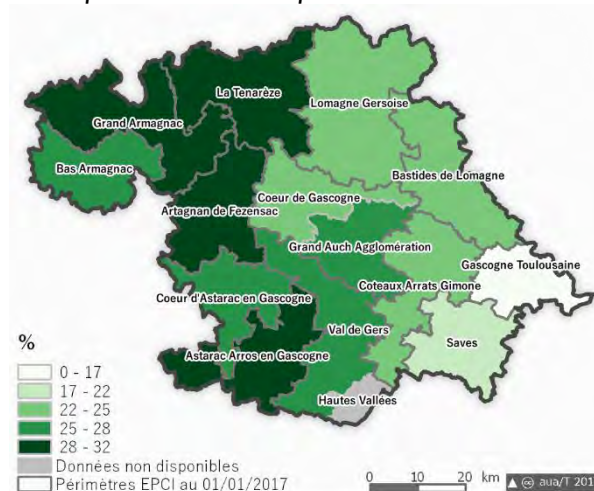 La Tenarèze
Lomagne Gersoise
Grand Armagnac
Bas Armagnac
Bastides de Lomagne
Coeur de Gascogne
Artagnan de Fezensac
Grand Auch Agglomération
Gascogne Toulousaine
Coteaux Arrats Gimone
Coeur d'Astarac en Gascogne
Val de Gers
Saves
Astarac Arros en Gascogne
Hautes Vallées
%
0 - 17
17 - 22
22 - 25
25 - 28
28 - 32
Données non disponibles
Périmètres EPCI au 01/01/2017
0 10 20 km
cc aua/T 201